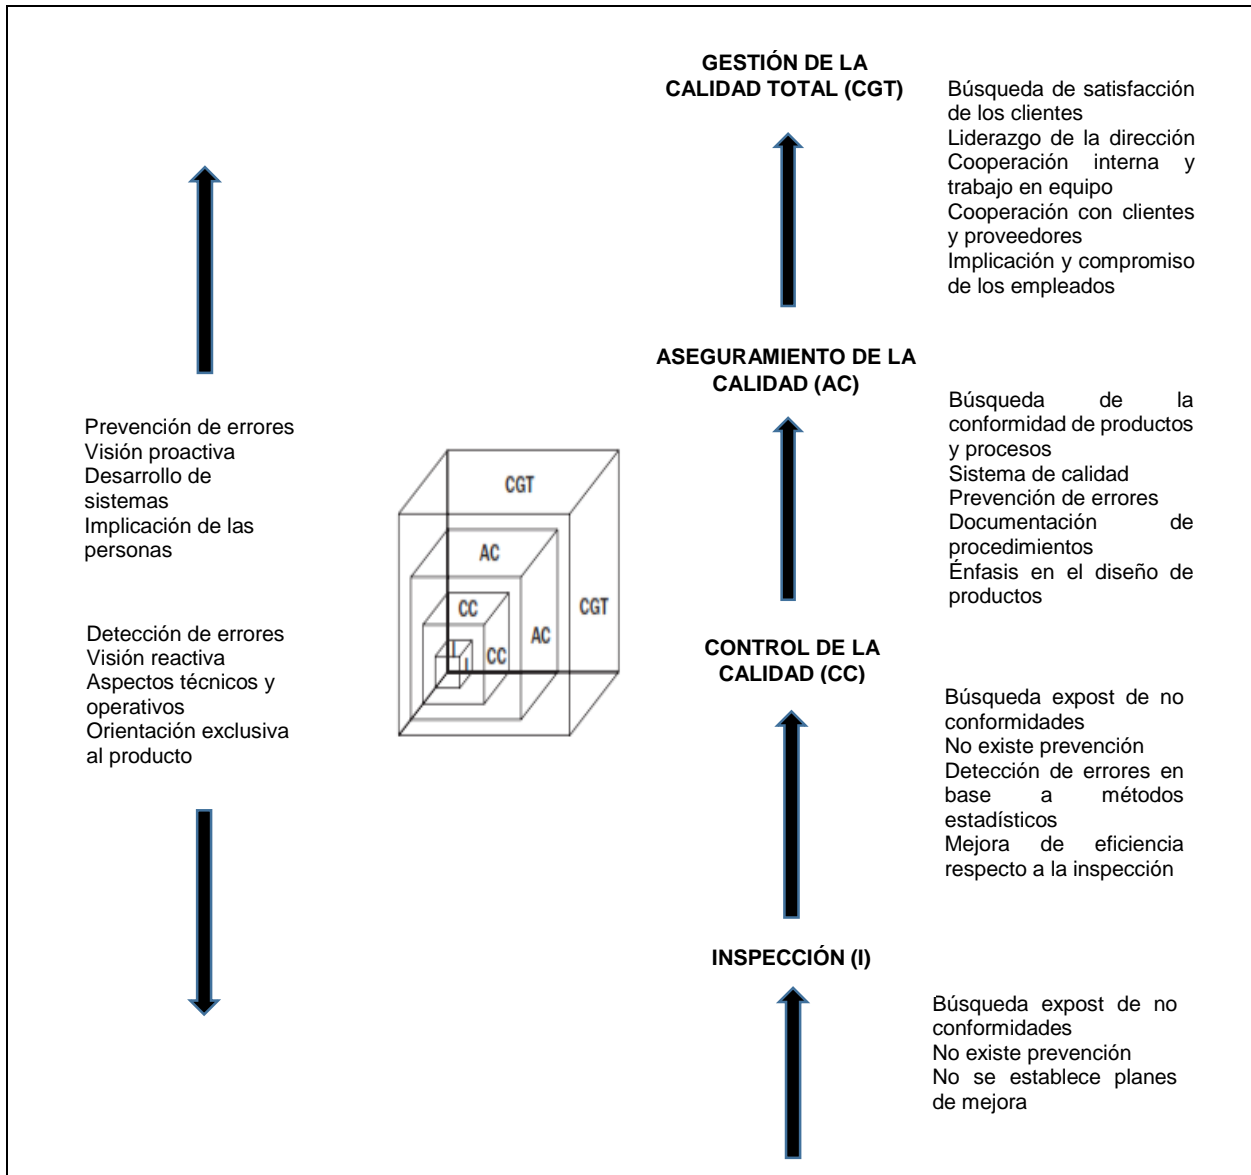 GESTIÓN DE LA
CALIDAD TOTAL (CGT)
Búsqueda de satisfacción
de los clientes
Liderazgo de la dirección
Cooperación interna y
trabajo en equipo
Cooperación con clientes
y proveedores
Implicación y compromiso
de los empleados
ASEGURAMIENTO DE LA
CALIDAD (AC)
Búsqueda de la
conformidad de productos
y procesos
Sistema de calidad
Prevención de errores
Documentación de
procedimientos
Énfasis en el diseño de
productos
Prevención de errores
Visión proactiva
Desarrollo de
sistemas
Implicación de las
personas
CGT
AC
CC
I
I
CC
AC
CGT
Detección de errores
Visión reactiva
Aspectos técnicos y
operativos
Orientación exclusiva
al producto
CONTROL DE LA
CALIDAD (CC)
Búsqueda expost de no
conformidades
No existe prevención
Detección de errores en
base a métodos
estadísticos
Mejora de eficiencia
respecto a la inspección
INSPECCIÓN (I)
Búsqueda expost de no
conformidades
No existe prevención
No se establece planes
de mejora